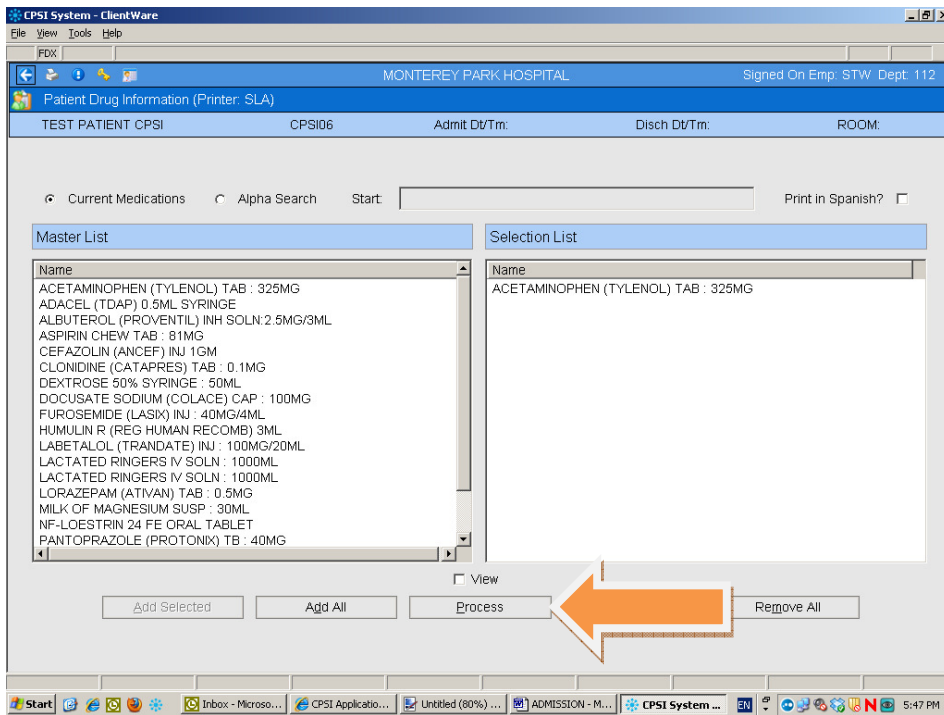 CPSI System - ClientWare
File View Tools Help
FDX
MONTEREY PARK HOSPITAL Signed On Emp: STW Dept: 112
Patient Drug Information (Printer: SLA)
TEST PATIENT CPSI CPSI06 Admit Dt/Tm: Disch Dt/Tm: ROOM:
Current Medications Alpha Search Start: Print in Spanish?
Master List Selection List
Name Name
ACETAMINOPHEN (TYLENOL) TAB : 325MG ACETAMINOPHEN (TYLENOL) TAB : 325MG
ADACEL (TDAP) 0.5ML SYRINGE
ALBUTEROL (PROVENTIL) INH SOLN:2.5MG/3ML
ASPIRIN CHEW TAB : 81MG
CEFAZOLIN (ANCEF) INJ 1GM
CLONIDINE (CATAPRES) TAB : 0.1MG
DEXTROSE 50% SYRINGE : 50ML
DOCUSATE SODIUM (COLACE) CAP : 100MG
FUROSEMIDE (LASIX) INJ : 40MG/4ML
HUMULIN R (REG HUMAN RECOMB) 3ML
LABETALOL (TRANDATE) INJ : 100MG/20ML
LACTATED RINGERS IV SOLN : 1000ML
LACTATED RINGERS IV SOLN : 1000ML
LORAZEPAM (ATIVAN) TAB : 0.5MG
MILK OF MAGNESIUM SUSP : 30ML
NF-LOESTRIN 24 FE ORAL TABLET
PANTOPRAZOLE (PROTONIX) TB : 40MG
View
Add Selected Add All Process Remove All
Start Inbox - Microso... CPSI Applicatio... Untitled (80%) ... ADMISSION - M... CPSI System ... EN 5:47 PM